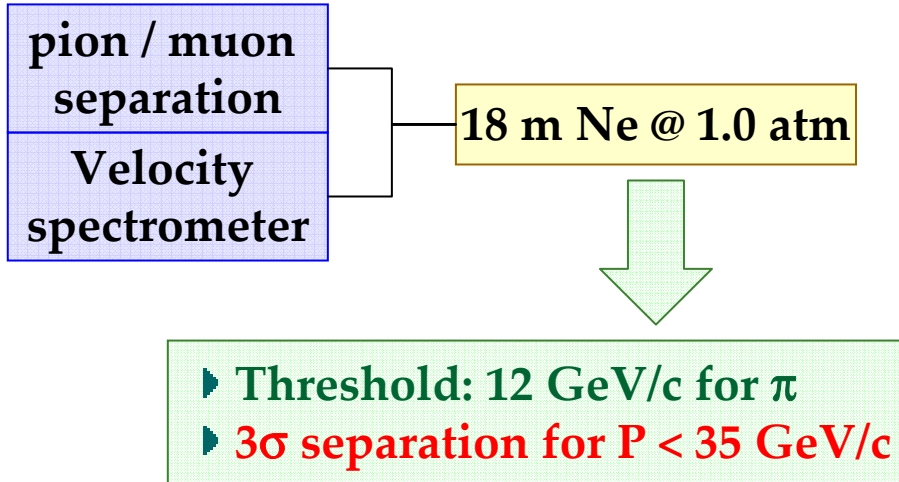 pion / muon
separation
Velocity
spectrometer
18 m Ne @ 1.0 atm
Threshold: 12 GeV/c for π
3σ separation for P < 35 GeV/c